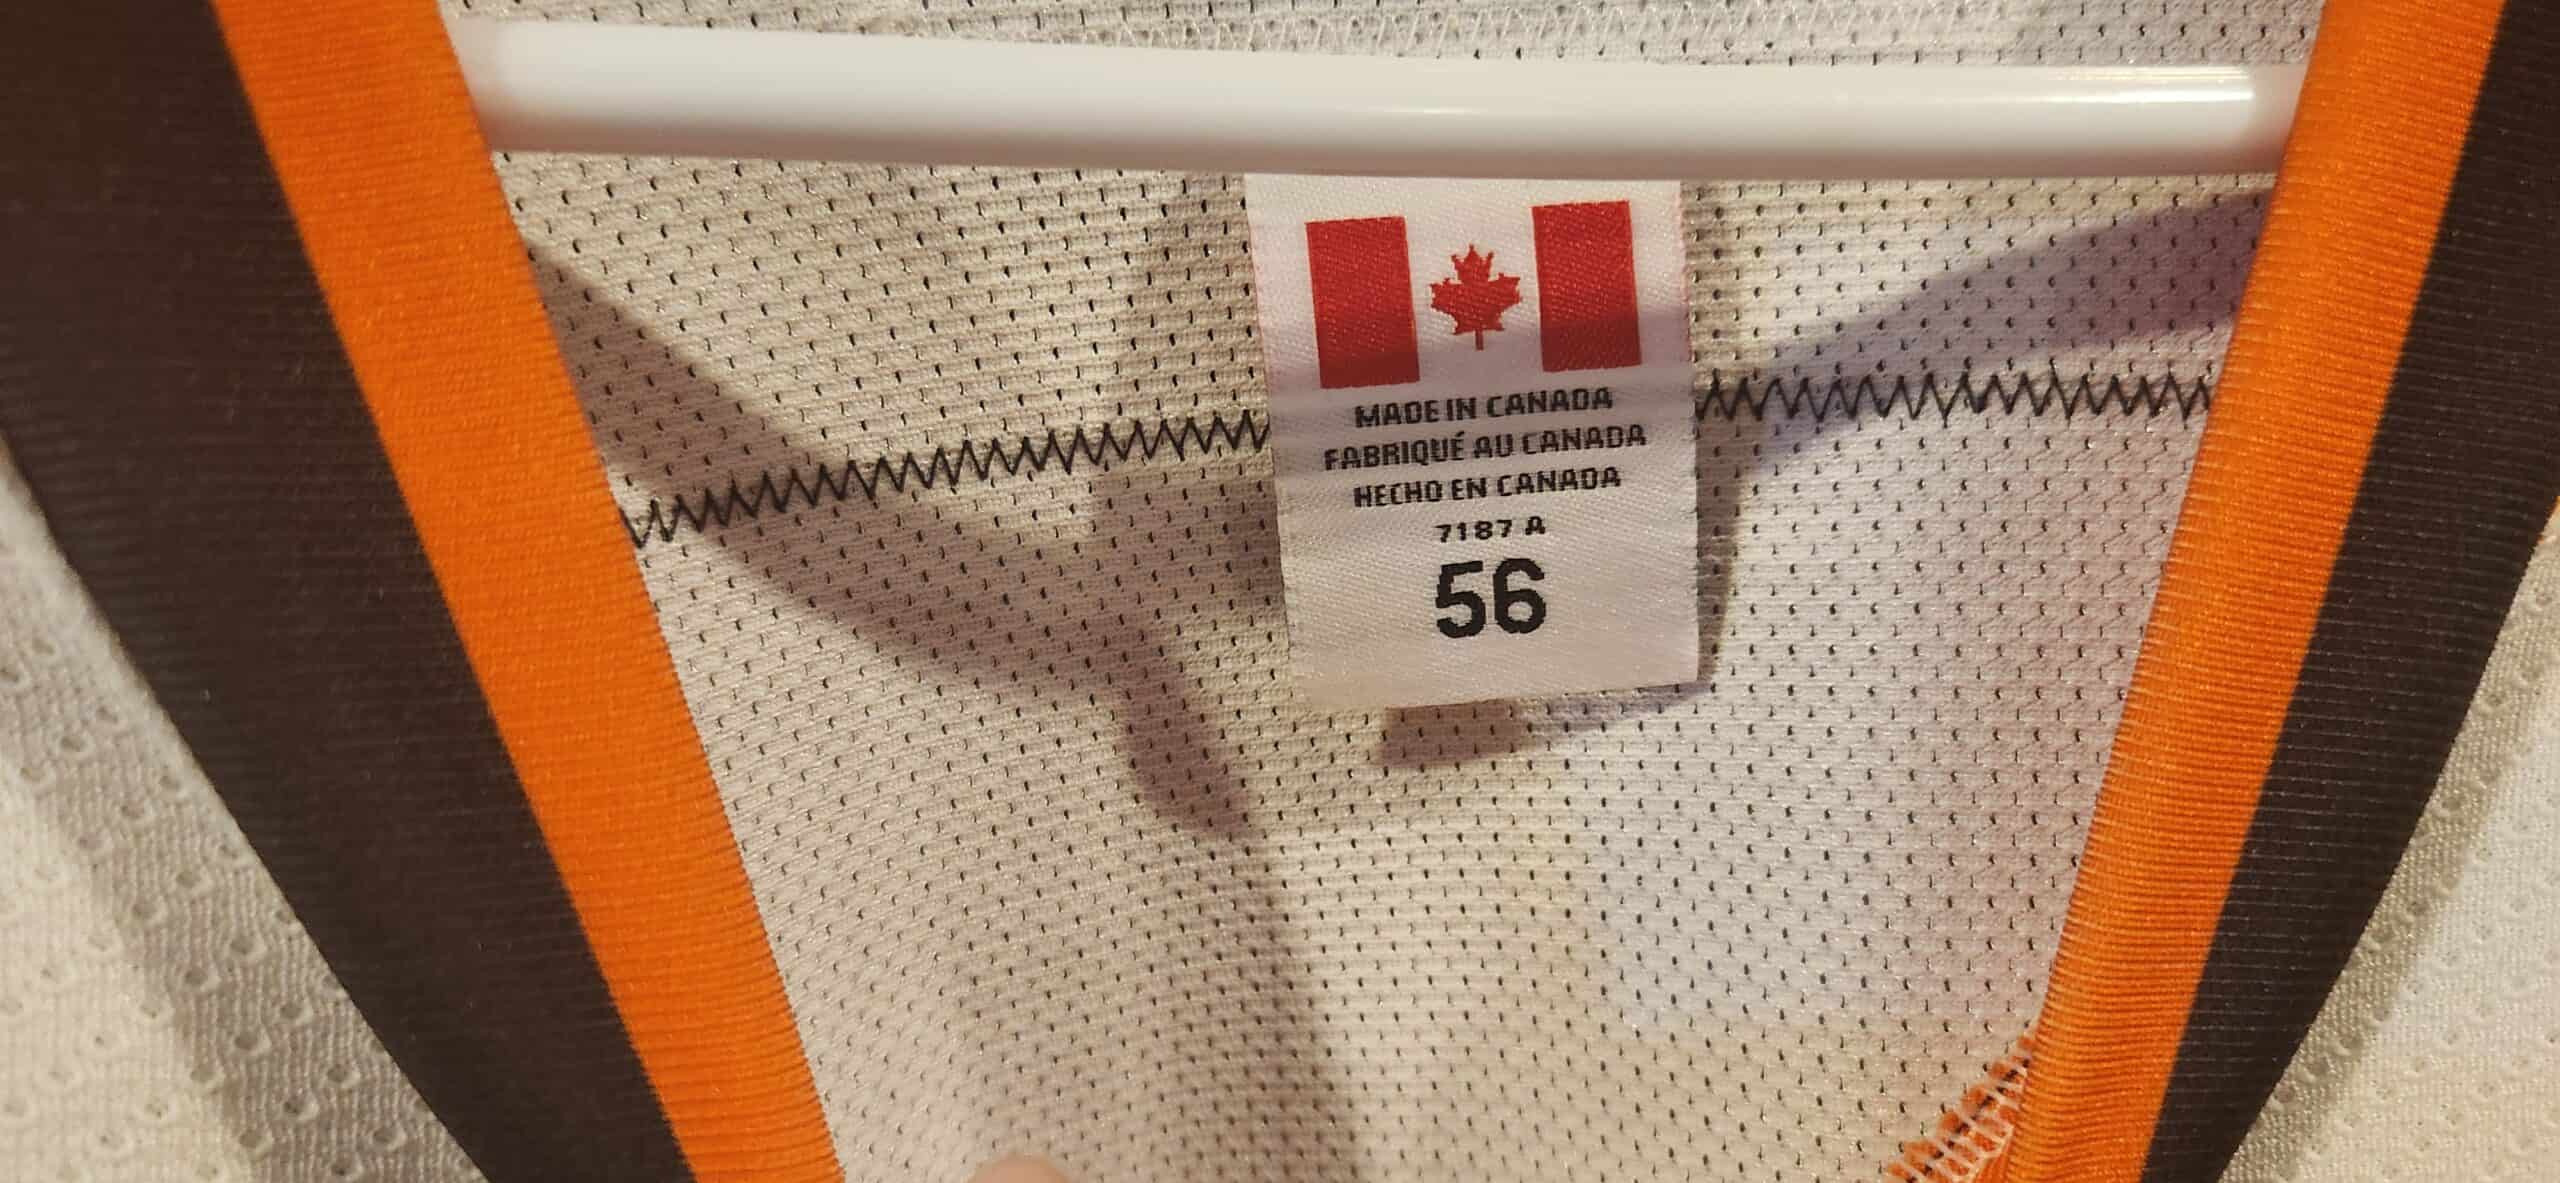 MADE IN CANADA
FABRIQUÉ AU CANADA
HECHO EN CANADA
7187 A
56